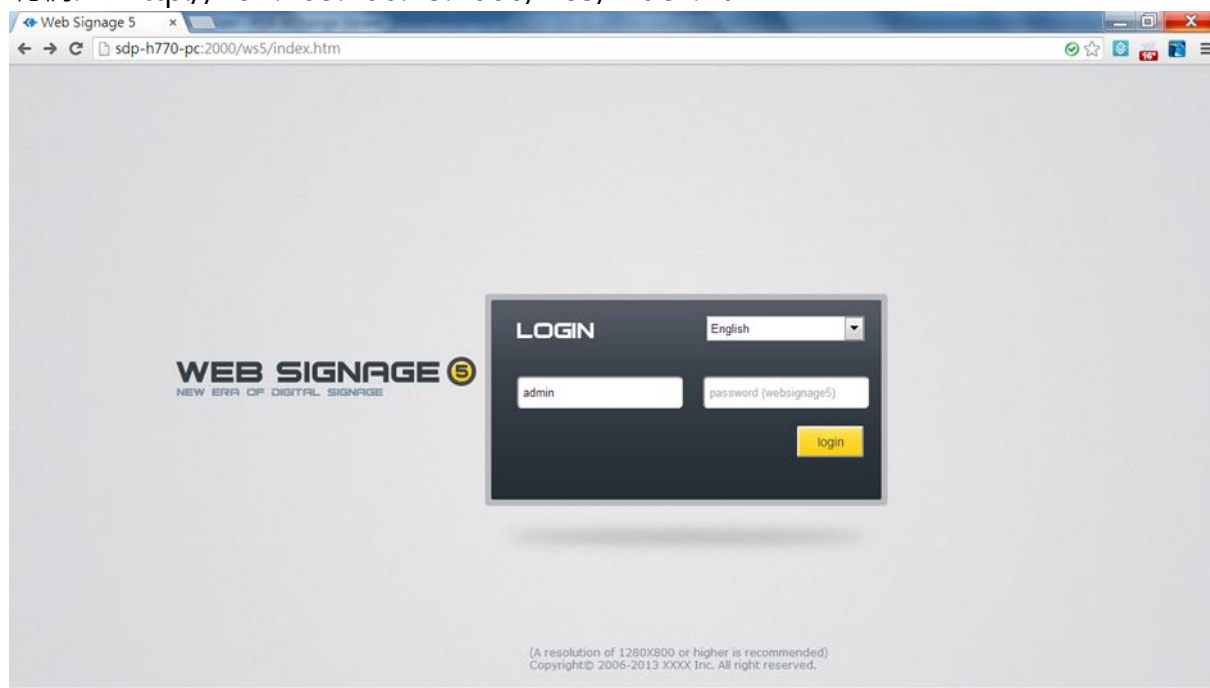 Web Signage 5
sdp-h770-pc:2000/ws5/index.htm
LOGIN
English
WEB SIGNAGE 5
NEW ERA OF DIGITAL SIGNAGE
admin
password (websignage5)
login
(A resolution of 1280X800 or higher is recommended)
Copyright© 2006-2013 XXXX Inc. All right reserved.